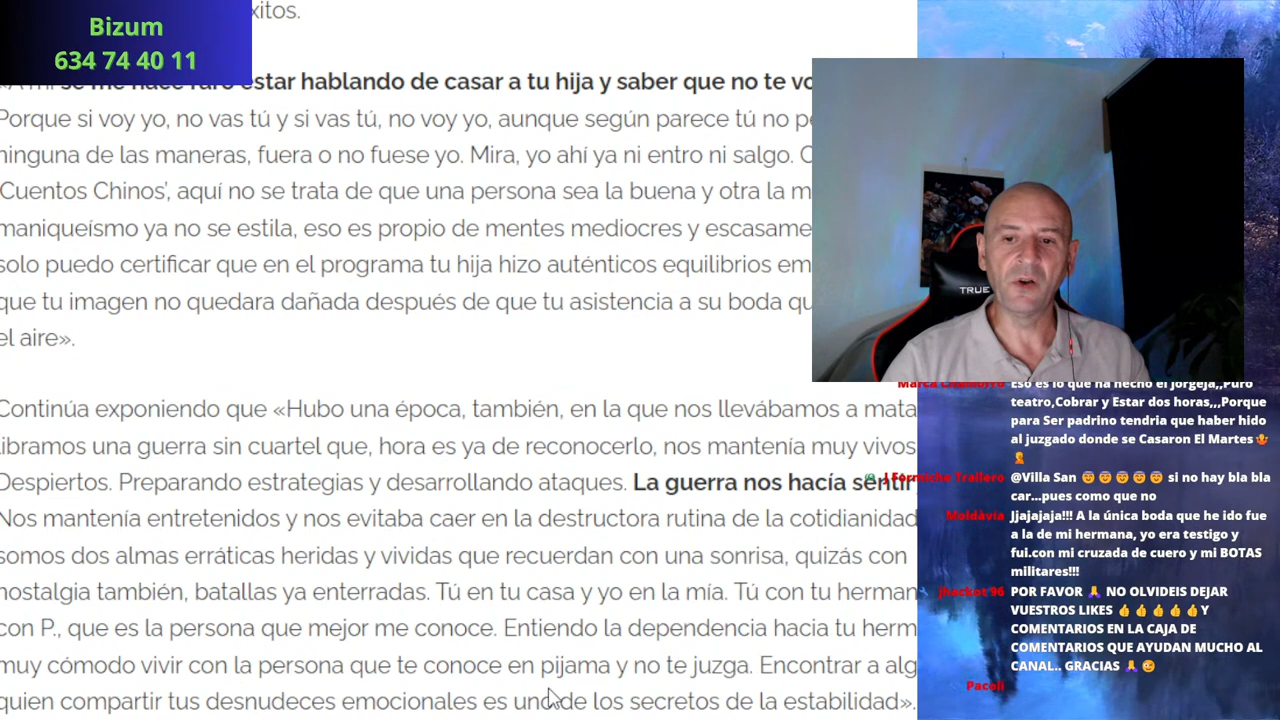 Bizum
634 74 40 11
xitos.
se me hace raro estar hablando de casar a tu hija y saber que no te vo
Porque si voy yo, no vas tú y si vas tú, no voy yo, aunque según parece tú no p
ninguna de las maneras, fuera o no fuese yo. Mira, yo ahí ya ni entro ni salgo. C
'Cuentos Chinos', aquí no se trata de que una persona sea la buena y otra la m
maniqueísmo ya no se estila, eso es propio de mentes mediocres y escasame
solo puedo certificar que en el programa tu hija hizo auténticos equilibrios em
que tu imagen no quedara dañada después de que tu asistencia a su boda qu
el aire».
Continúa exponiendo que «Hubo una época, también, en la que nos llevábamos a mata
libramos una guerra sin cuartel que, hora es ya de reconocerlo, nos mantenía muy vivos.
Despiertos. Preparando estrategias y desarrollando ataques. La guerra nos hacía sentir
Nos mantenía entretenidos y nos evitaba caer en la destructora rutina de la cotidianidad
somos dos almas erráticas heridas y vividas que recuerdan con una sonrisa, quizás con
nostalgia también, batallas ya enterradas. Tú en tu casa y yo en la mía. Tú con tu herman
con P., que es la persona que mejor me conoce. Entiendo la dependencia hacia tu herm
muy cómodo vivir con la persona que te conoce en pijama y no te juzga. Encontrar a alg
quien compartir tus desnudeces emocionales es uno de los secretos de la estabilidad».
TRUE
Eso es lo que ha hecho el jorgeja,,Puro
teatro,Cobrar y Estar dos horas,,,Porque
para Ser padrino tendria que haber hido
al juzgado donde se Casaron El Martes🤷
🤦
J Formiche Trallero @Villa San 😇😇😇😇😇 si no hay bla bla
car...pues como que no
Moldàvia Jjajajaja!!! A la única boda que he ido fue
a la de mi hermana, yo era testigo y
fui.con mi cruzada de cuero y mi BOTAS
militares!!!
jhackot 96 POR FAVOR 🙏 NO OLVIDEIS DEJAR
VUESTROS LIKES 👍👍👍👍👍Y
COMENTARIOS EN LA CAJA DE
COMENTARIOS QUE AYUDAN MUCHO AL
CANAL.. GRACIAS 🙏😉
Pacoli